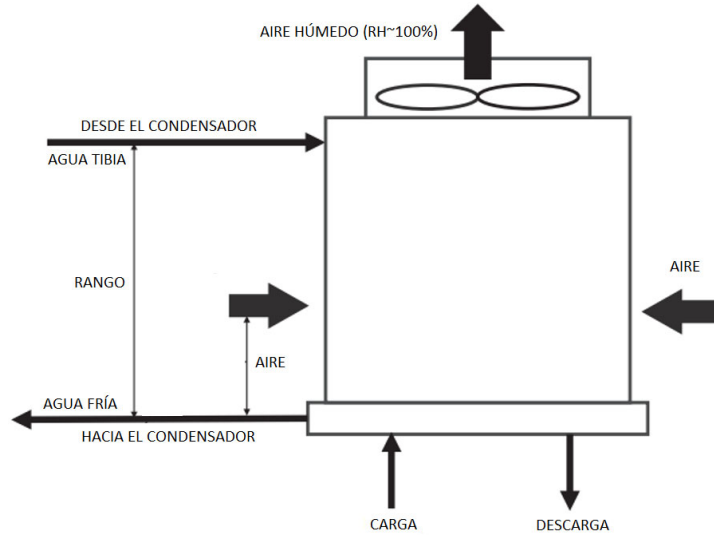 AIRE HÚMEDO (RH~100%)
DESDE EL CONDENSADOR
AGUA TIBIA
RANGO
AIRE
AIRE
AGUA FRÍA
HACIA EL CONDENSADOR
CARGA
DESCARGA